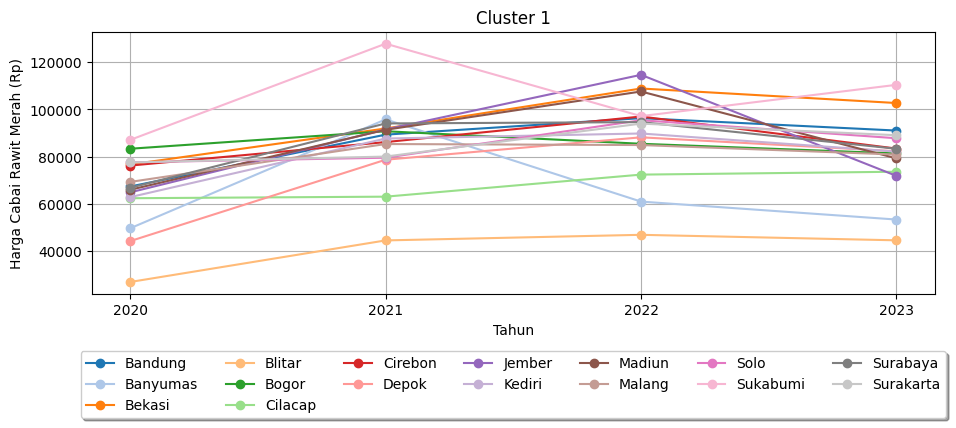 Cluster 1
Harga Cabai Rawit Merah (Rp)
120000
100000
80000
60000
40000
2020 2021 2022 2023
Tahun
Bandung Blitar Cirebon Jember Madiun Solo Surabaya
Banyumas Bogor Depok Kediri Malang Sukabumi Surakarta
Bekasi Cilacap